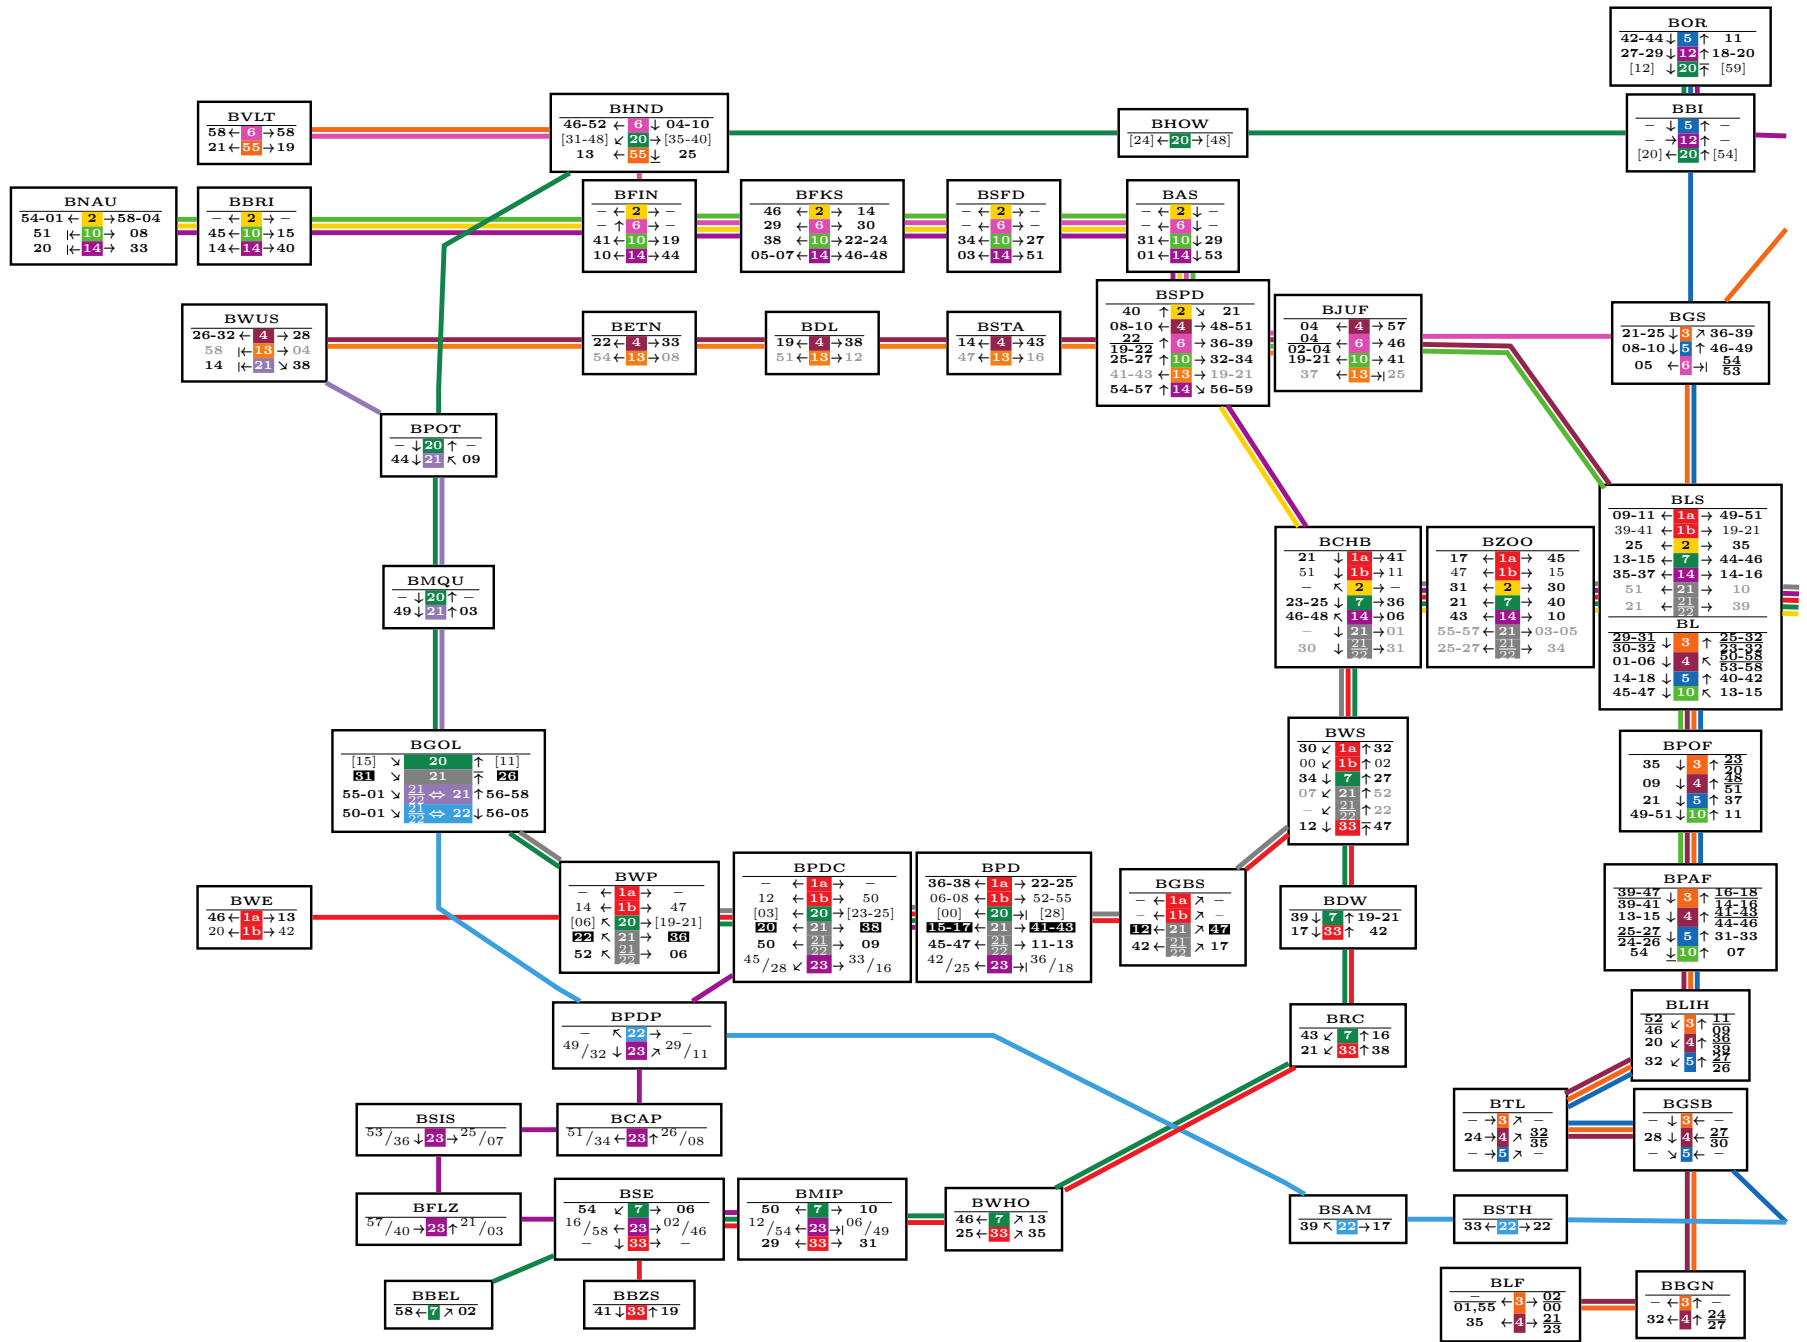 BOR
42-44 ↓ 5 ↑ 11
27-29 ↓ 12 ↑ 18-20
[12] ↓ 20 ↑ [59]
BVLT
58 ← 6 → 58
21 ← 55 → 19
BHND
46-52 ← 6 ↓ 04-10
[31-48] ↙ 20 → [35-40]
13 ← 55 ↓ 25
BHOW
[24] ← 20 → [48]
BBI
– ↓ 5 ↑ –
– → 12 ↑ –
[20] ← 20 ↑ [54]
BNAU
54-01 ← 2 → 58-04
51 |← 10 → 08
20 |← 14 → 33
BBRI
– ← 2 → –
45 ← 10 → 15
14 ← 14 → 40
BFIN
– ← 2 → –
– ↑ 6 → –
41 ← 10 → 19
10 ← 14 → 44
BFKS
46 ← 2 → 14
29 ← 6 → 30
38 ← 10 → 22-24
05-07 ← 14 → 46-48
BSFD
– ← 2 → –
– ← 6 → –
34 ← 10 → 27
03 ← 14 → 51
BAS
– ← 2 ↓ –
– ← 6 ↓ –
31 ← 10 ↓ 29
01 ← 14 ↓ 53
BWUS
26-32 ← 4 → 28
58 |← 13 → 04
14 |← 21 ↘ 38
BETN
22 ← 4 → 33
54 ← 13 → 08
BDL
19 ← 4 → 38
51 ← 13 → 12
BSTA
14 ← 4 → 43
47 ← 13 → 16
BSPD
40 ↑ 2 ↘ 21
08-10 ← 4 → 48-51
22/19-22 ↑ 6 → 36-39
25-27 ↑ 10 → 32-34
41-43 ← 13 → 19-21
54-57 ↑ 14 ↘ 56-59
BJUF
04 ← 4 → 57
04/02-04 ← 6 → 46
19-21 ← 10 → 41
37 ← 13 →| 25
BGS
21-25 ↓ 3 ↗ 36-39
08-10 ↓ 5 ↑ 46-49
05 ← 6 →| 54/53
BPOT
– ↓ 20 ↑ –
44 ↓ 21 ↖ 09
BMQU
– ↓ 20 ↑ –
49 ↓ 21 ↑ 03
BCHB
21 ↓ 1a → 41
51 ↓ 1b → 11
– ↖ 2 → –
23-25 ↓ 7 → 36
46-48 ↖ 14 → 06
– ↓ 21 → 01
30 ↓ 21/22 → 31
BZOO
17 ← 1a → 45
47 ← 1b → 15
31 ← 2 → 30
21 ← 7 → 40
43 ← 14 → 10
55-57 ← 21 → 03-05
25-27 ← 21/22 → 34
BLS
09-11 ← 1a → 49-51
39-41 ← 1b → 19-21
25 ← 2 → 35
13-15 ← 7 → 44-46
35-37 ← 14 → 14-16
51 ← 21 → 10
21 ← 21/22 → 39
BL
29-31/30-32 ↓ 3 ↑ 25-32/23-32
01-06 ↓ 4 ↖ 50-58/53-58
14-18 ↓ 5 ↑ 40-42
45-47 ↓ 10 ↖ 13-15
BGOL
[15] ↘ 20 ↑ [11]
31 ↘ 21 ↑ 26
55-01 ↘ 21/22 ⇔ 21 ↑ 56-58
50-01 ↘ 21/22 ⇔ 22 ↓ 56-05
BWS
30 ↙ 1a ↑ 32
00 ↙ 1b ↑ 02
34 ↓ 7 ↑ 27
07 ↙ 21 ↑ 52
– ↙ 21/22 ↑ 22
12 ↓ 33 ↑ 47
BPOF
35 ↓ 3 ↑ 23/20
09 ↓ 4 ↑ 48/51
21 ↓ 5 ↑ 37
49-51 ↓ 10 ↑ 11
BWE
46 ← 1a → 13
20 ← 1b → 42
BWP
– ← 1a → –
14 ← 1b → 47
[06] ↖ 20 → [19-21]
22 ↖ 21 → 36
52 ↖ 21/22 → 06
BPDC
– ← 1a → –
12 ← 1b → 50
[03] ← 20 → [23-25]
20 ← 21 → 38
50 ← 21/22 → 09
45/28 ↙ 23 → 33/16
BPD
36-38 ← 1a → 22-25
06-08 ← 1b → 52-55
[00] ← 20 →| [28]
15-17 ← 21 → 41-43
45-47 ← 21/22 → 11-13
42/25 ← 23 →| 36/18
BGBS
– ← 1a ↗ –
– ← 1b ↗ –
12 ← 21 ↗ 47
42 ← 21/22 ↗ 17
BDW
39 ↓ 7 ↑ 19-21
17 ↓ 33 ↑ 42
BPAF
39-47/39-41 ↓ 3 ↑ 16-18/14-16
13-15 ↓ 4 ↑ 41-43/44-46
25-27/24-26 ↓ 5 ↑ 31-33
54 ↓ 10 ↑ 07
BPDP
– ↖ 22 → –
49/32 ↓ 23 ↗ 29/11
BRC
43 ↙ 7 ↑ 16
21 ↙ 33 ↑ 38
BLIH
52/46 ↙ 3 ↑ 11/09
20 ↙ 4 ↑ 36/39
32 ↙ 5 ↑ 27/26
BSIS
53/36 ↓ 23 → 25/07
BCAP
51/34 ← 23 ↑ 26/08
BTL
– → 3 ↗ –
24 → 4 ↗ 32/35
– → 5 ↗ –
BGSB
– ↓ 3 ← –
28 ↓ 4 ← 27/30
– ↘ 5 ← –
BFLZ
57/40 → 23 ↑ 21/03
BSE
54 ↙ 7 → 06
16/58 ← 23 → 02/46
– ↓ 33 → –
BMIP
50 ← 7 → 10
12/54 ← 23 →| 06/49
29 ← 33 → 31
BWHO
46 ← 7 ↗ 13
25 ← 33 ↗ 35
BSAM
39 ↖ 22 → 17
BSTH
33 ← 22 → 22
BBEL
58 ← 7 ↗ 02
BBZS
41 ↓ 33 ↑ 19
BLF
–/01,55 ← 3 → 02/00
35 ← 4 → 21/23
BBGN
– ← 3 ↑ –
32 ← 4 ↑ 24/27